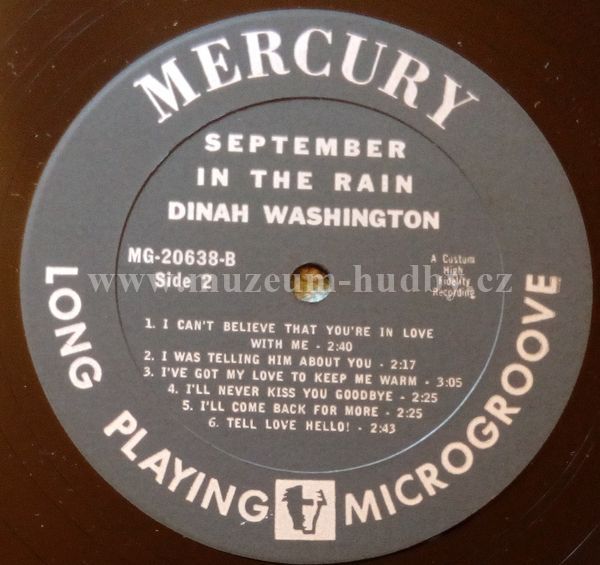 MERCURY
SEPTEMBER
IN THE RAIN
DINAH WASHINGTON
MG-20638-B
Side 2
A Custom
High
Fidelity
Recording
www.muzeum-hudby.cz
1. I CAN'T BELIEVE THAT YOU'RE IN LOVE
WITH ME - 2:40
2. I WAS TELLING HIM ABOUT YOU - 2:17
3. I'VE GOT MY LOVE TO KEEP ME WARM - 3:05
4. I'LL NEVER KISS YOU GOODBYE - 2:25
5. I'LL COME BACK FOR MORE - 2:25
6. TELL LOVE HELLO! - 2:43
LONG PLAYING MICROGROOVE